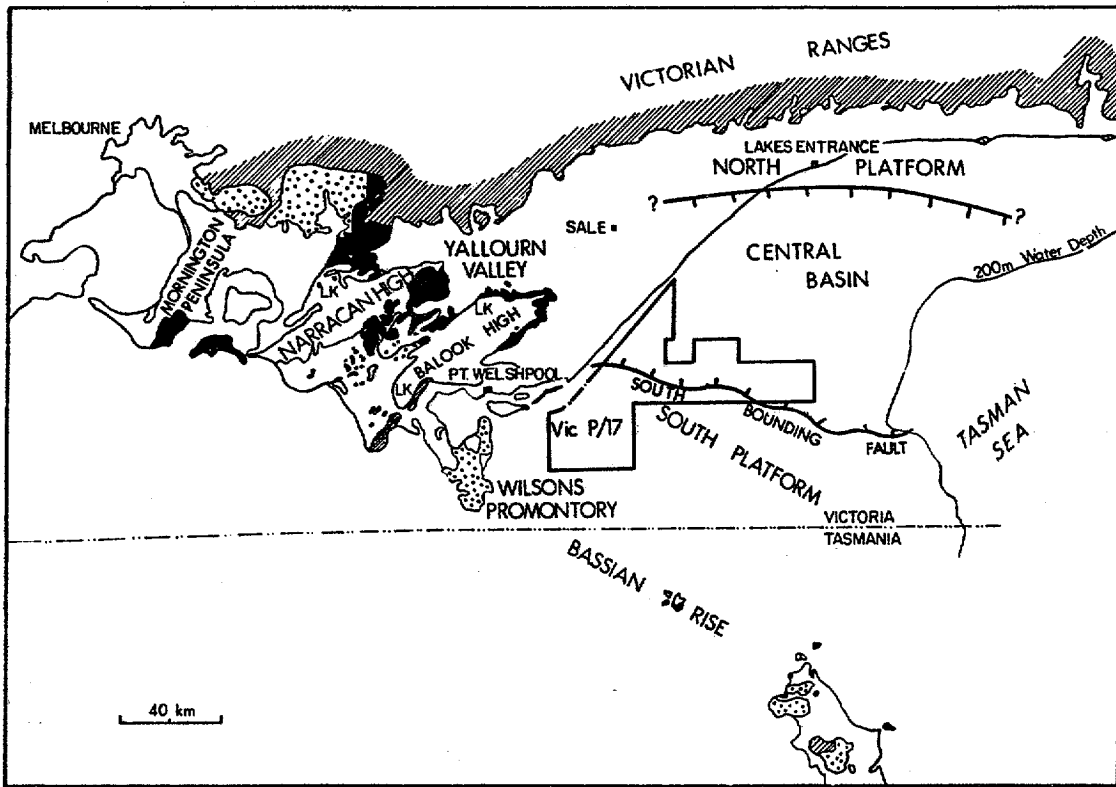 VICTORIAN RANGES
MELBOURNE
LAKES ENTRANCE
NORTH PLATFORM
? ?
SALE
MORNINGTON
PENINSULA
YALLOURN
VALLEY
CENTRAL
BASIN
200m Water Depth
LK
NARRACAN HIGH
LK
BALOOK HIGH
LK
PT. WELSHPOOL
SOUTH
BOUNDING
FAULT
Vic P/17
SOUTH PLATFORM
TASMAN
SEA
WILSONS
PROMONTORY
VICTORIA
TASMANIA
BASSIAN RISE
40 km